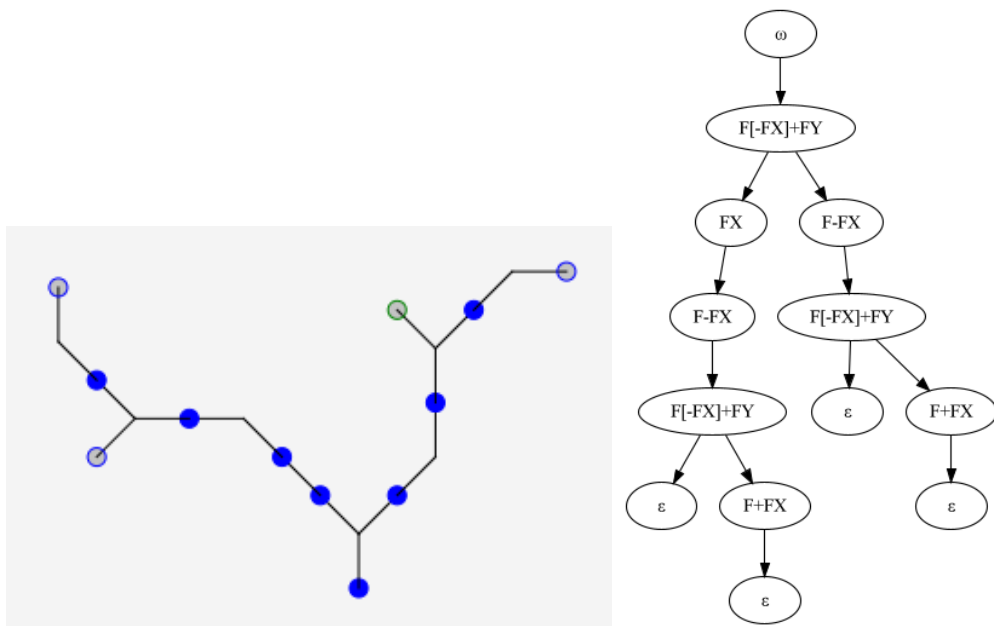 ω
F[-FX]+FY
FX
F-FX
F-FX
F[-FX]+FY
F[-FX]+FY
ε
F+FX
ε
F+FX
ε
ε